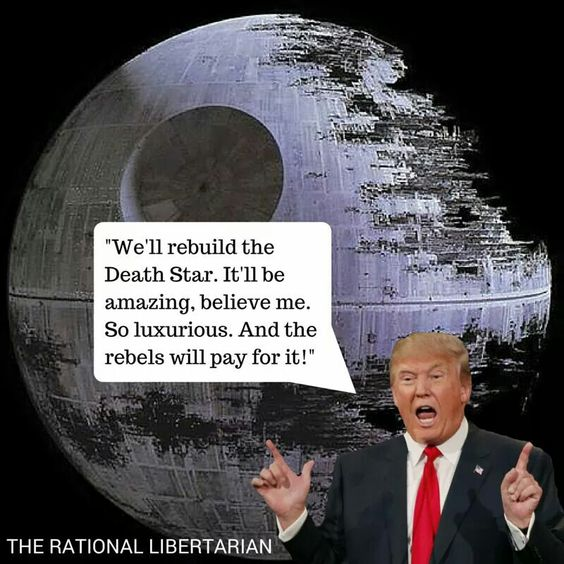 "We'll rebuild the
Death Star. It'll be
amazing, believe me.
So luxurious. And the
rebels will pay for it!"
THE RATIONAL LIBERTARIAN